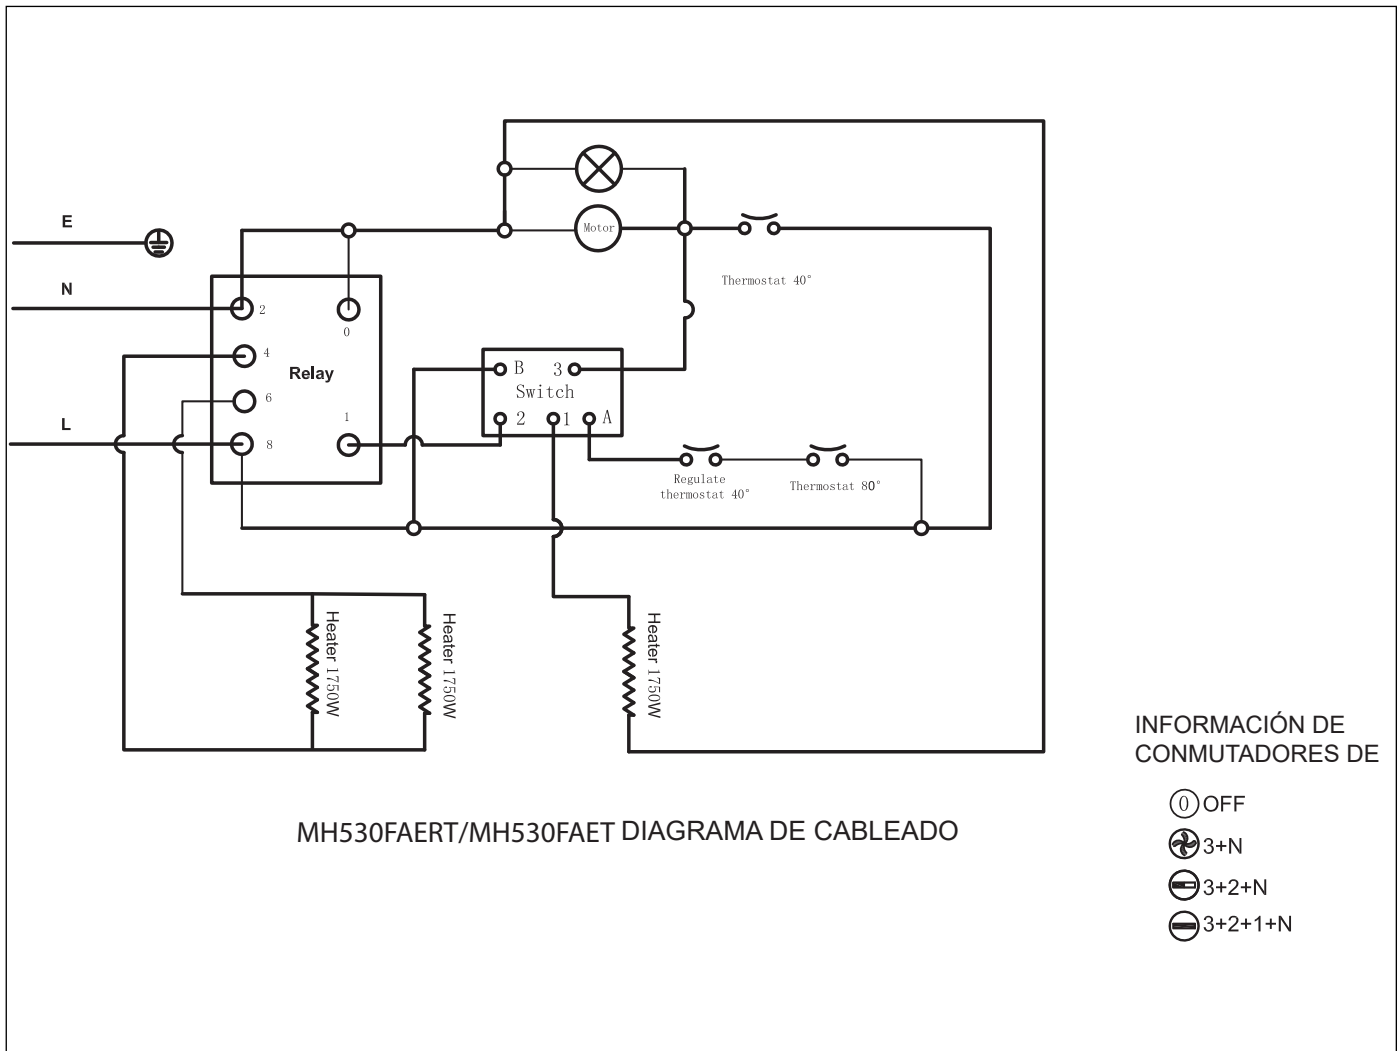 E
N
L
2
0
4
Relay
6
1
8
Motor
Thermostat 40°
B 3
Switch
2 1 A
Regulate
thermostat 40°
Thermostat 80°
Heater 1750W
Heater 1750W
Heater 1750W
MH530FAERT/MH530FAET DIAGRAMA DE CABLEADO
INFORMACIÓN DE
CONMUTADORES DE
0 OFF
3+N
3+2+N
3+2+1+N